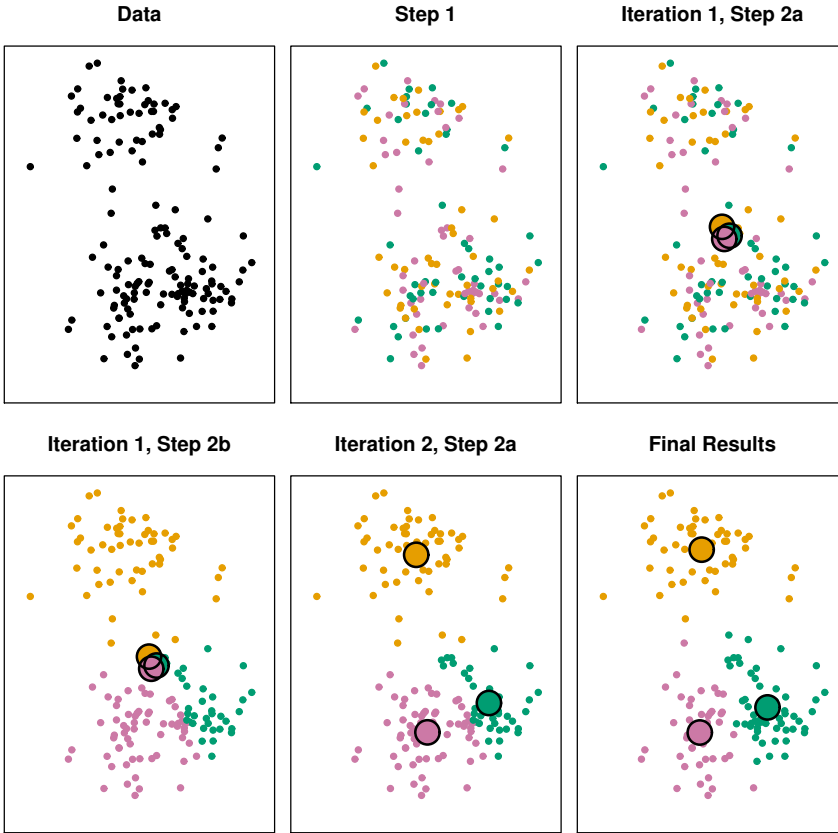 Data
Step 1
Iteration 1, Step 2a
Iteration 1, Step 2b
Iteration 2, Step 2a
Final Results